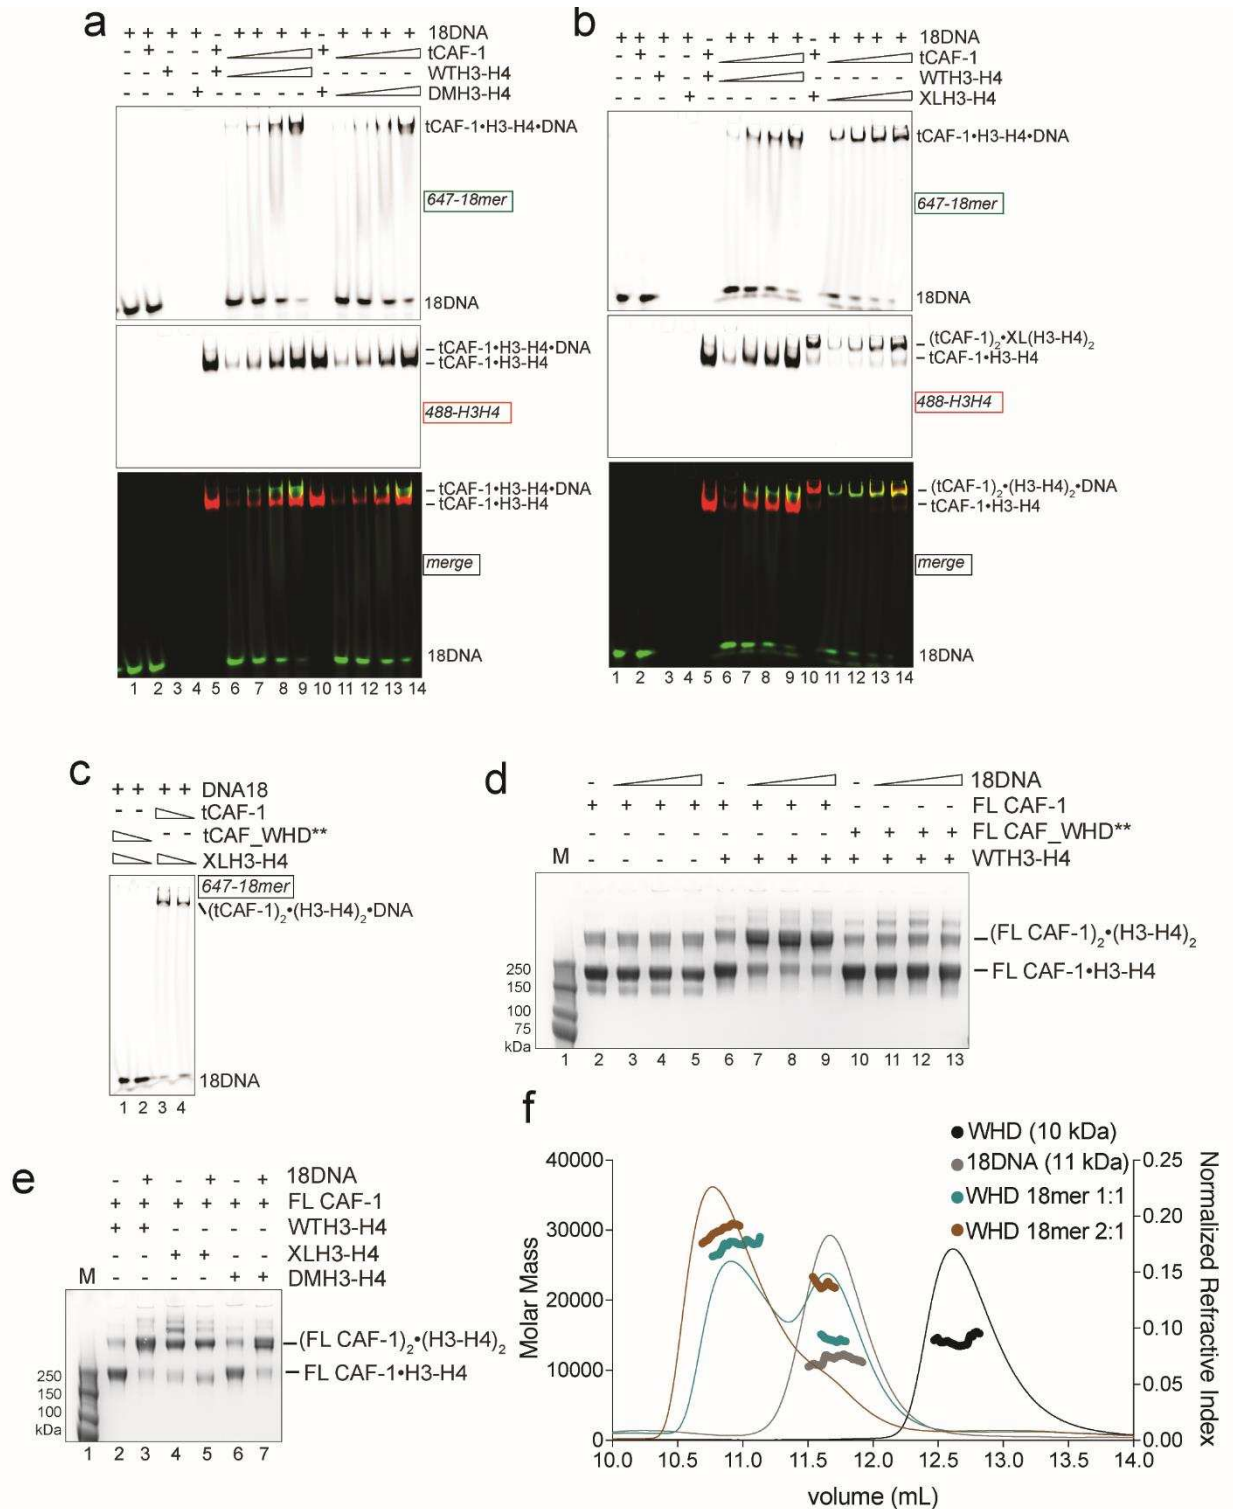 a
+ + + + - + + + + - + + + + 18DNA
- + - - + + - + - tCAF-1
- - + - + - - - - - WTH3-H4
- - - + - - - - - + DMH3-H4
tCAF-1•H3-H4•DNA
647-18mer
18DNA
tCAF-1•H3-H4•DNA
tCAF-1•H3-H4
488-H3H4
tCAF-1•H3-H4•DNA
tCAF-1•H3-H4
merge
18DNA
1 2 3 4 5 6 7 8 9 10 11 12 13 14
b
+ + + + - + + + + - + + + + 18DNA
- + - - + + tCAF-1
- - + - + - - - - - WTH3-H4
- - - + - - - - - + XLH3-H4
tCAF-1•H3-H4•DNA
647-18mer
18DNA
(tCAF-1)2•XL(H3-H4)2
tCAF-1•H3-H4
488-H3H4
(tCAF-1)2•(H3-H4)2•DNA
tCAF-1•H3-H4
merge
18DNA
1 2 3 4 5 6 7 8 9 10 11 12 13 14
c
+ + + + DNA18
- - tCAF-1
- - tCAF_WHD**
XLH3-H4
647-18mer
(tCAF-1)2•(H3-H4)2•DNA
18DNA
1 2 3 4
d
- - - 18DNA
+ + + + + + + + - - - - FL CAF-1
- - - - - - - - + + + + FL CAF_WHD**
M - - - - + + + + + + + + WTH3-H4
(FL CAF-1)2•(H3-H4)2
FL CAF-1•H3-H4
250
150
100
75
kDa
1 2 3 4 5 6 7 8 9 10 11 12 13
e
- + - + - + 18DNA
+ + + + + + FL CAF-1
+ + - - - - WTH3-H4
- - + + - - XLH3-H4
M - - - - + + DMH3-H4
(FL CAF-1)2•(H3-H4)2
FL CAF-1•H3-H4
250
150
100
kDa
1 2 3 4 5 6 7
f
WHD (10 kDa)
18DNA (11 kDa)
WHD 18mer 1:1
WHD 18mer 2:1
Molar Mass
40000
30000
20000
10000
0
0.25
0.20
0.15
0.10
0.05
0.00
Normalized Refractive Index
10.0 10.5 11.0 11.5 12.0 12.5 13.0 13.5 14.0
volume (mL)